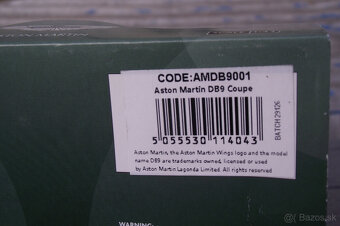 CODE:AMDB9001
Aston Martin DB9 Coupe
5 055530 114043
BATCH 29126
Aston Martin, the Aston Martin Wings logo and the model
name DB9 are trademarks owned, licensed or used
by Aston Martin Lagonda Limited. All rights reserved
WARNING:
Bazos.sk